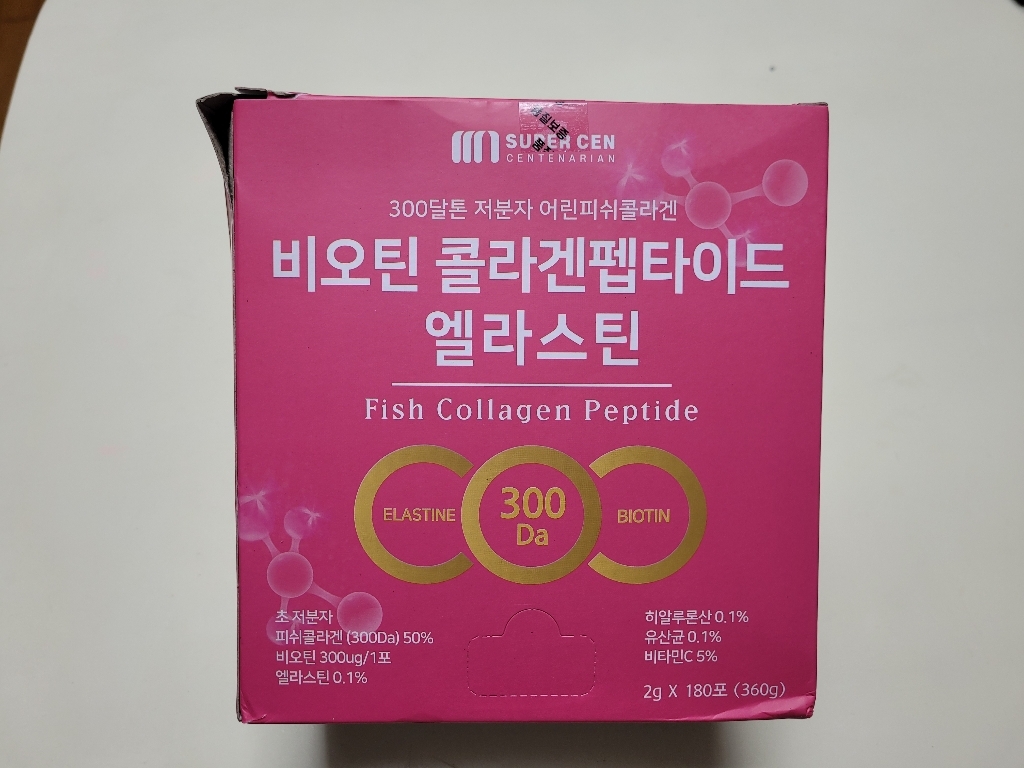 품질보증
SUPER CEN
CENTENARIAN
300달톤 저분자 어린피쉬콜라겐
비오틴 콜라겐펩타이드
엘라스틴
Fish Collagen Peptide
ELASTINE
300
Da
BIOTIN
초 저분자
피쉬콜라겐 (300Da) 50%
비오틴 300ug/1포
엘라스틴 0.1%
히알루론산 0.1%
유산균 0.1%
비타민C 5%
2g X 180포 (360g)